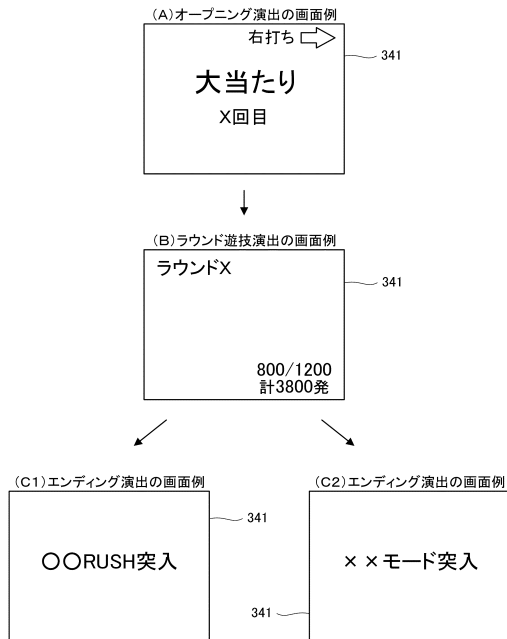 (A)オープニング演出の画面例
右打ち
341
大当たり
X回目
(B)ラウンド遊技演出の画面例
ラウンドX
341
800/1200
計3800発
(C1)エンディング演出の画面例
341
〇〇RUSH突入
(C2)エンディング演出の画面例
××モード突入
341